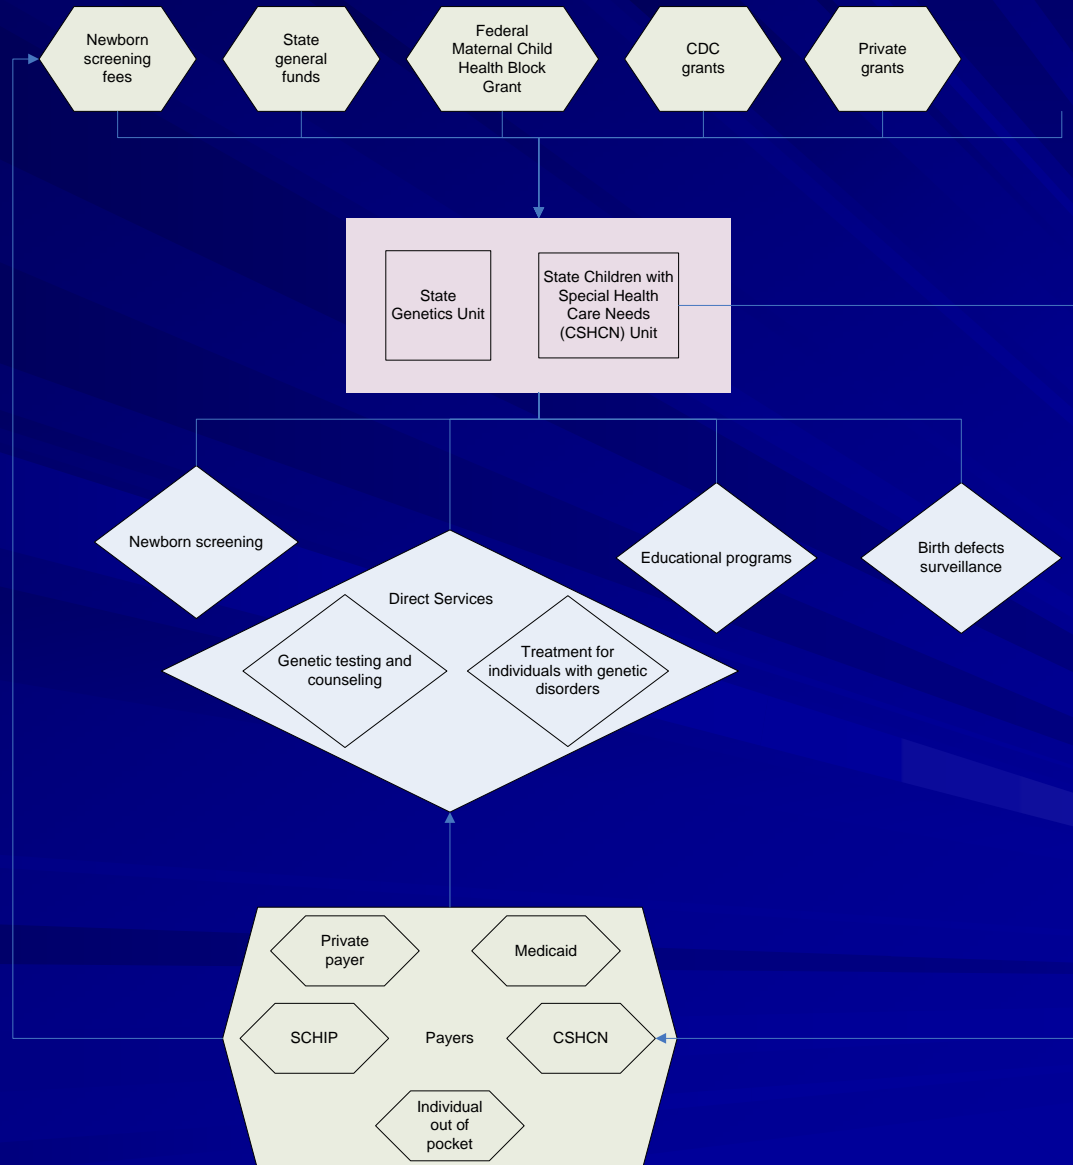 Newborn
screening
fees
State
general
funds
Federal
Maternal Child
Health Block
Grant
CDC
grants
Private
grants
State
Genetics Unit
State Children with
Special Health
Care Needs
(CSHCN) Unit
Newborn screening
Direct Services
Genetic testing and
counseling
Treatment for
individuals with genetic
disorders
Educational programs
Birth defects
surveillance
Private
payer
Medicaid
SCHIP
Payers
CSHCN
Individual
out of
pocket